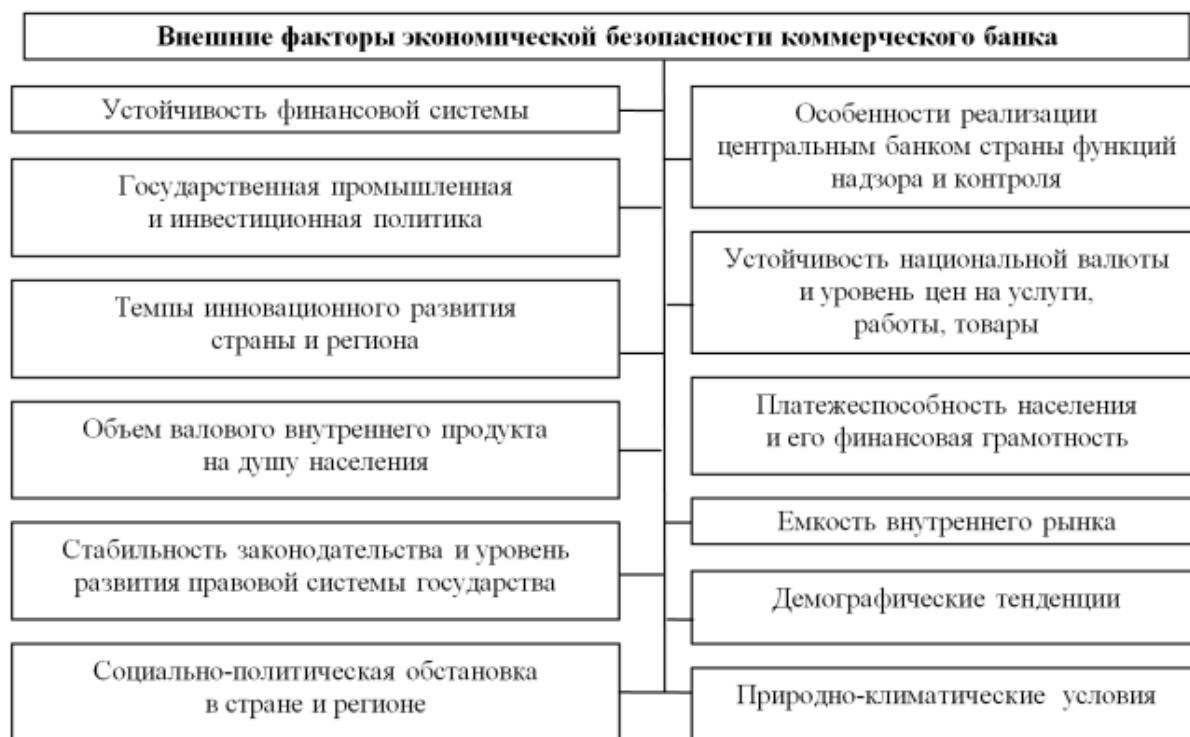 Внешние факторы экономической безопасности коммерческого банка
Устойчивость финансовой системы
Государственная промышленная
и инвестиционная политика
Темпы инновационного развития
страны и региона
Объем валового внутреннего продукта
на душу населения
Стабильность законодательства и уровень
развития правовой системы государства
Социально-политическая обстановка
в стране и регионе
Особенности реализации
центральным банком страны функций
надзора и контроля
Устойчивость национальной валюты
и уровень цен на услуги,
работы, товары
Платежеспособность населения
и его финансовая грамотность
Емкость внутреннего рынка
Демографические тенденции
Природно-климатические условия